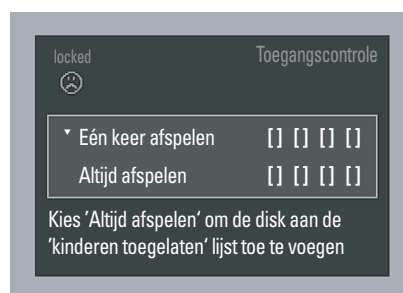 locked Toegangscontrole
Eén keer afspelen [ ] [ ] [ ] [ ]
Altijd afspelen [ ] [ ] [ ] [ ]
Kies ’Altijd afspelen‘ om de disk aan de
’kinderen toegelaten‘ lijst toe te voegen